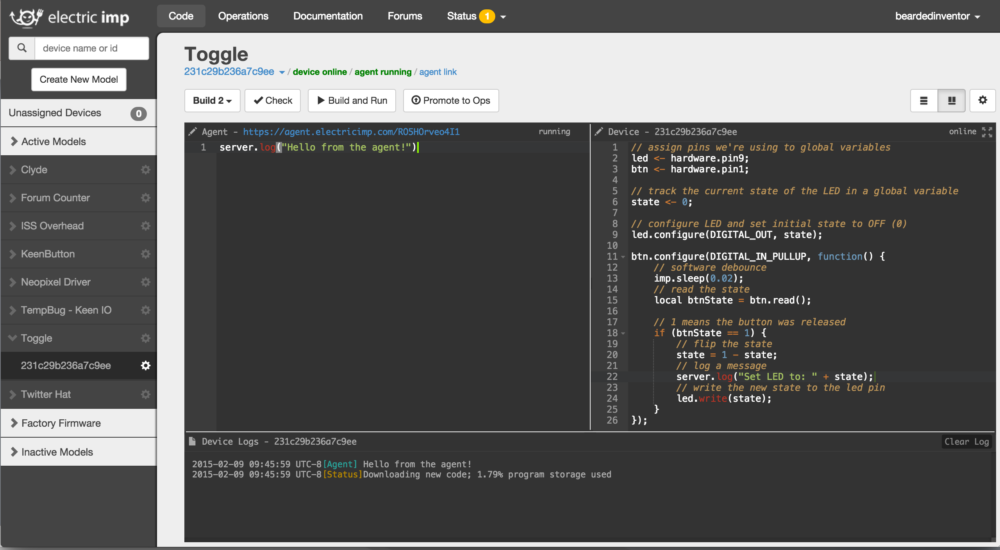 electric imp
Code
Operations
Documentation
Forums
Status 1
beardedinventor
device name or id
Create New Model
Unassigned Devices 0
Active Models
Clyde
Forum Counter
ISS Overhead
KeenButton
Neopixel Driver
TempBug - Keen IO
Toggle
231c29b236a7c9ee
Twitter Hat
Factory Firmware
Inactive Models
Toggle
231c29b236a7c9ee / device online / agent running / agent link
Build 2
Check
Build and Run
Promote to Ops
Agent - https://agent.electricimp.com/RO5HOrveo4I1 running
1 server.log("Hello from the agent!")
Device - 231c29b236a7c9ee online
1 // assign pins we're using to global variables
2 led <- hardware.pin9;
3 btn <- hardware.pin1;
4
5 // track the current state of the LED in a global variable
6 state <- 0;
7
8 // configure LED and set initial state to OFF (0)
9 led.configure(DIGITAL_OUT, state);
10
11 btn.configure(DIGITAL_IN_PULLUP, function() {
12 // software debounce
13 imp.sleep(0.02);
14 // read the state
15 local btnState = btn.read();
16
17 // 1 means the button was released
18 if (btnState == 1) {
19 // flip the state
20 state = 1 - state;
21 // log a message
22 server.log("Set LED to: " + state);
23 // write the new state to the led pin
24 led.write(state);
25 }
26 });
Device Logs - 231c29b236a7c9ee
Clear Log
2015-02-09 09:45:59 UTC-8[Agent] Hello from the agent!
2015-02-09 09:45:59 UTC-8[Status]Downloading new code; 1.79% program storage used